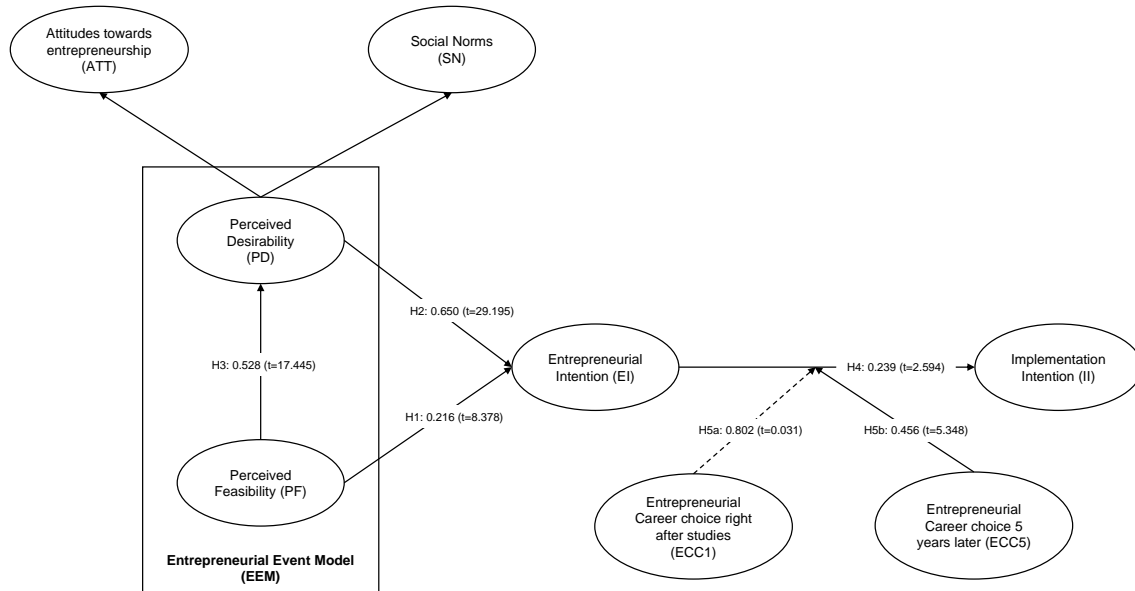 Attitudes towards
entrepreneurship
(ATT)
Social Norms
(SN)
Perceived
Desirability
(PD)
H2: 0.650 (t=29.195)
H3: 0.528 (t=17.445)
Entrepreneurial
Intention (EI)
H4: 0.239 (t=2.594)
Implementation
Intention (II)
H1: 0.216 (t=8.378)
H5a: 0.802 (t=0.031)
H5b: 0.456 (t=5.348)
Perceived
Feasibility (PF)
Entrepreneurial
Career choice right
after studies
(ECC1)
Entrepreneurial
Career choice 5
years later (ECC5)
Entrepreneurial Event Model
(EEM)